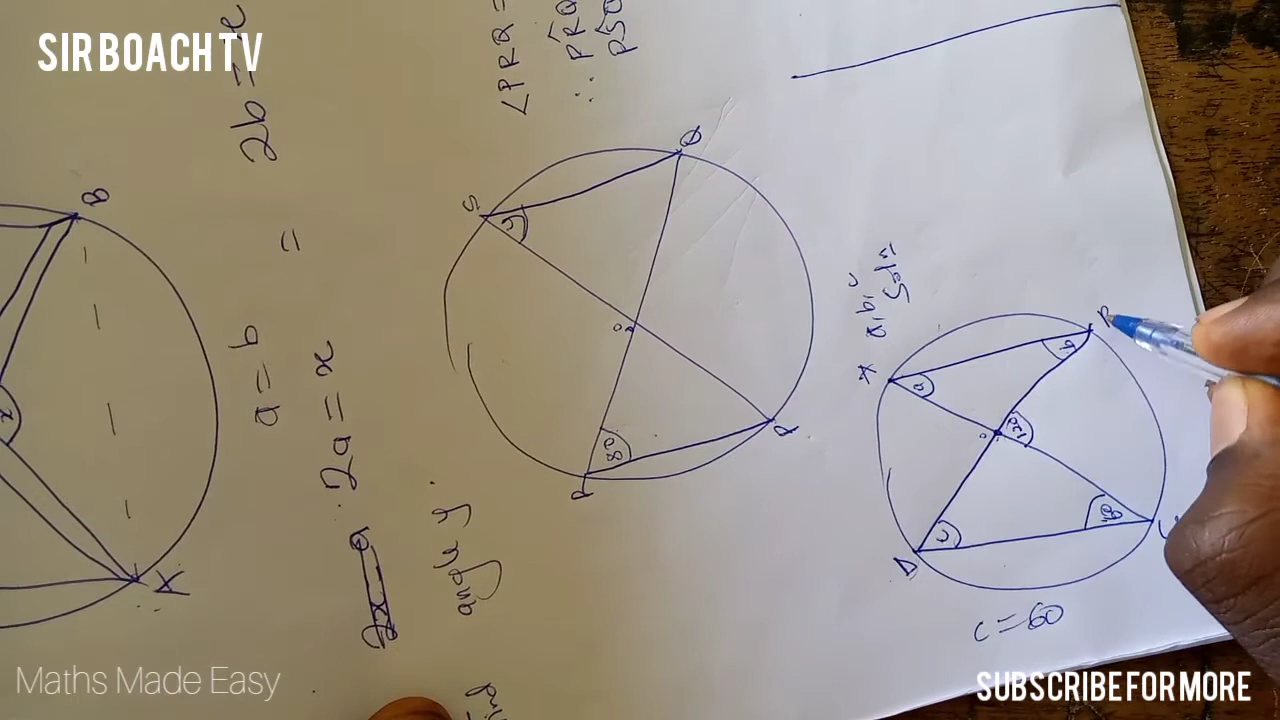 SIR BOACH TV
2b = x
a = b
=
2a = x
angle y.
<PRQ =
∴ PRQ
PSQ
S
Q
y
o
80
P
R
a, b, c
Soln
A
B
a
b
o
120
c
D
C
c = 60
Maths Made Easy
SUBSCRIBE FOR MORE
B
x
A